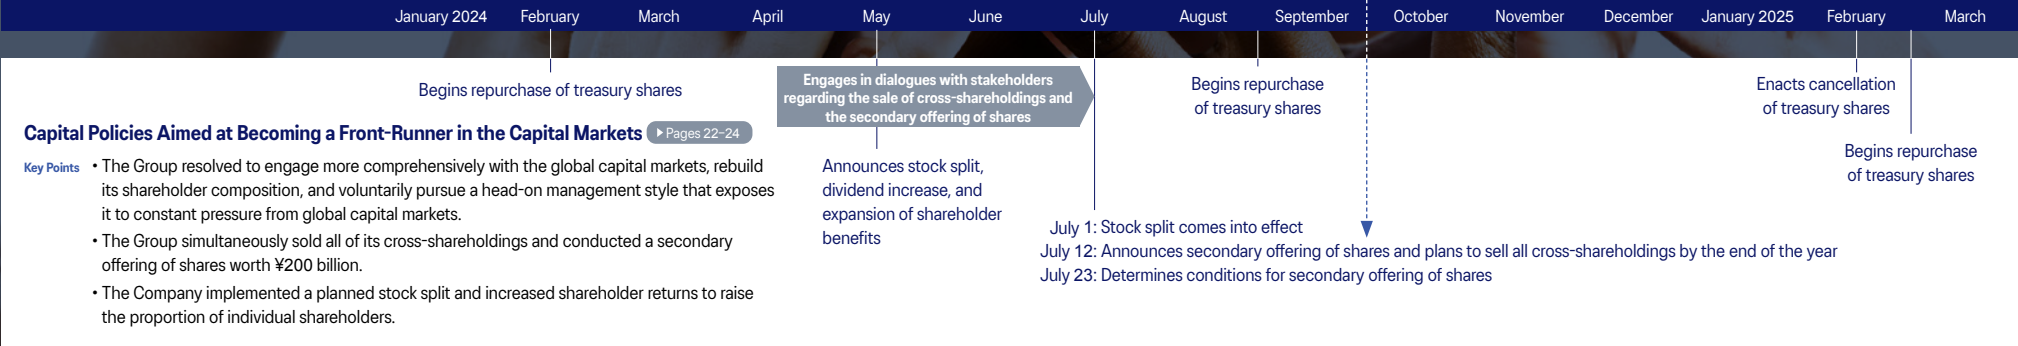 January 2024 February March April May June July August September October November December January 2025 February March
Begins repurchase of treasury shares
Engages in dialogues with stakeholders
regarding the sale of cross-shareholdings and
the secondary offering of shares
Begins repurchase
of treasury shares
Enacts cancellation
of treasury shares
Begins repurchase
of treasury shares
Capital Policies Aimed at Becoming a Front-Runner in the Capital Markets Pages 22–24
Key Points • The Group resolved to engage more comprehensively with the global capital markets, rebuild
its shareholder composition, and voluntarily pursue a head-on management style that exposes
it to constant pressure from global capital markets.
• The Group simultaneously sold all of its cross-shareholdings and conducted a secondary
offering of shares worth ¥200 billion.
• The Company implemented a planned stock split and increased shareholder returns to raise
the proportion of individual shareholders.
Announces stock split,
dividend increase, and
expansion of shareholder
benefits
July 1: Stock split comes into effect
July 12: Announces secondary offering of shares and plans to sell all cross-shareholdings by the end of the year
July 23: Determines conditions for secondary offering of shares